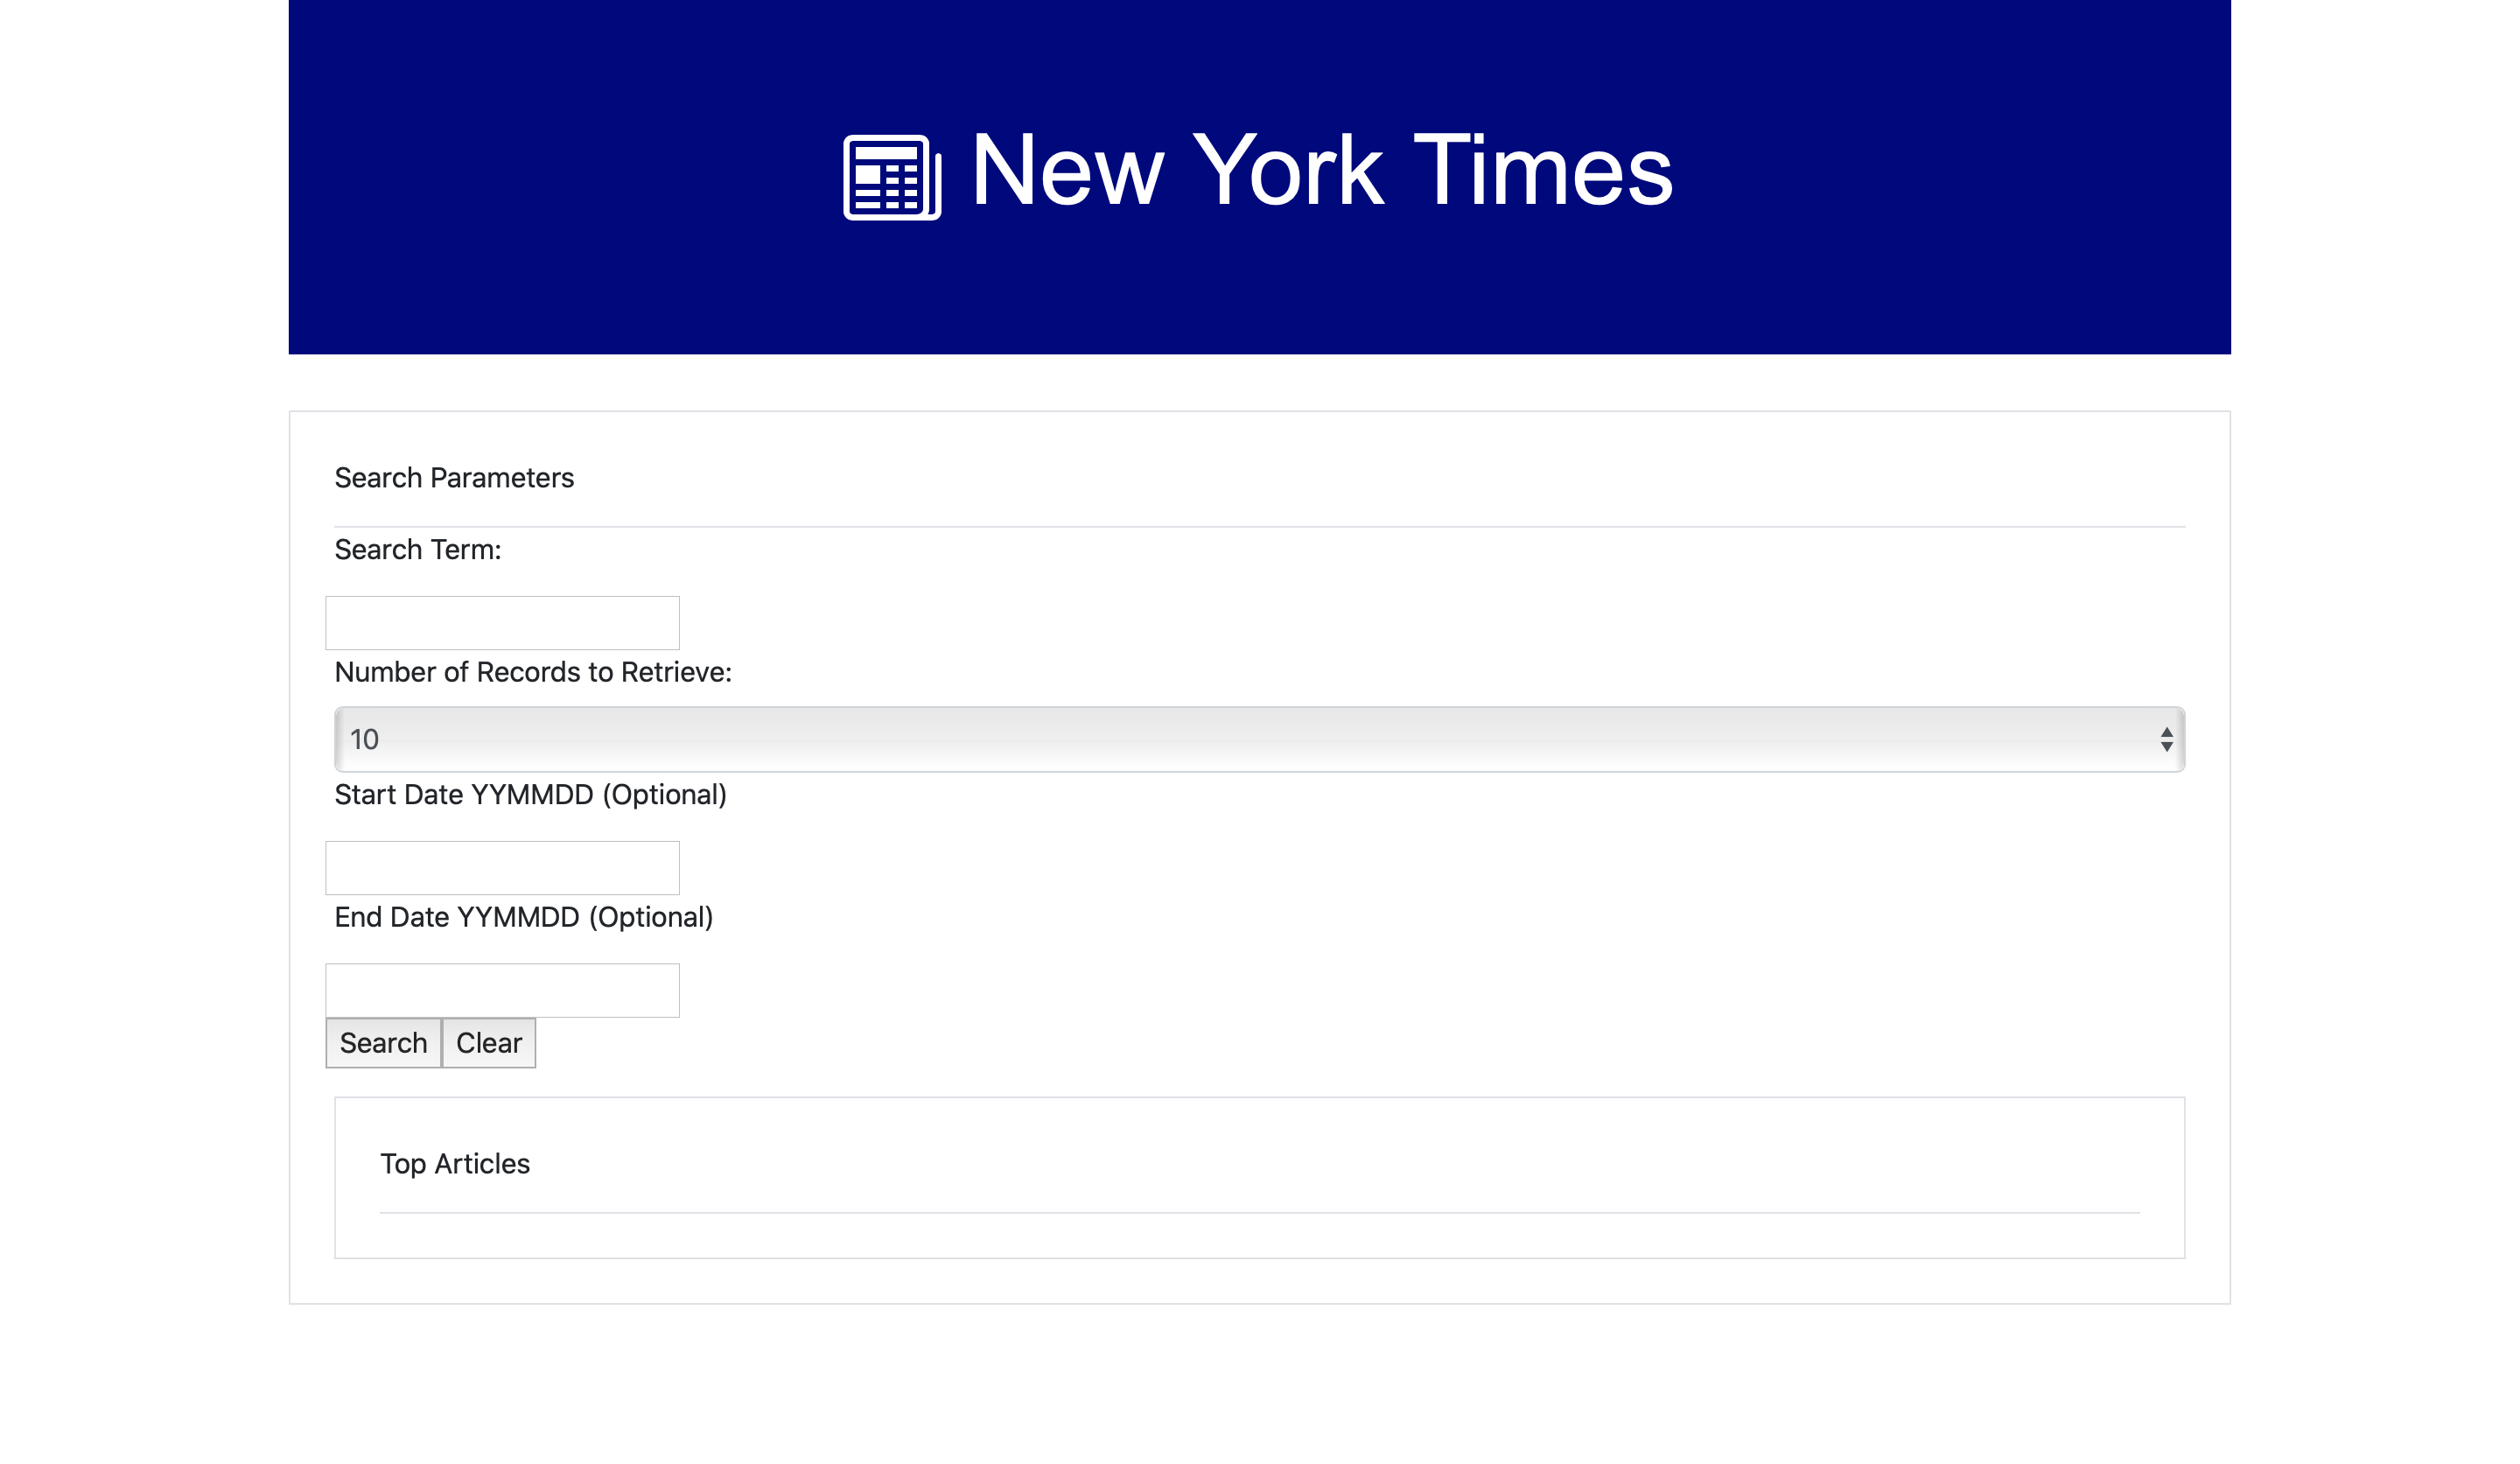 New York Times
Search Parameters
Search Term:
Number of Records to Retrieve:
10
Start Date YYMMDD (Optional)
End Date YYMMDD (Optional)
Search Clear
Top Articles